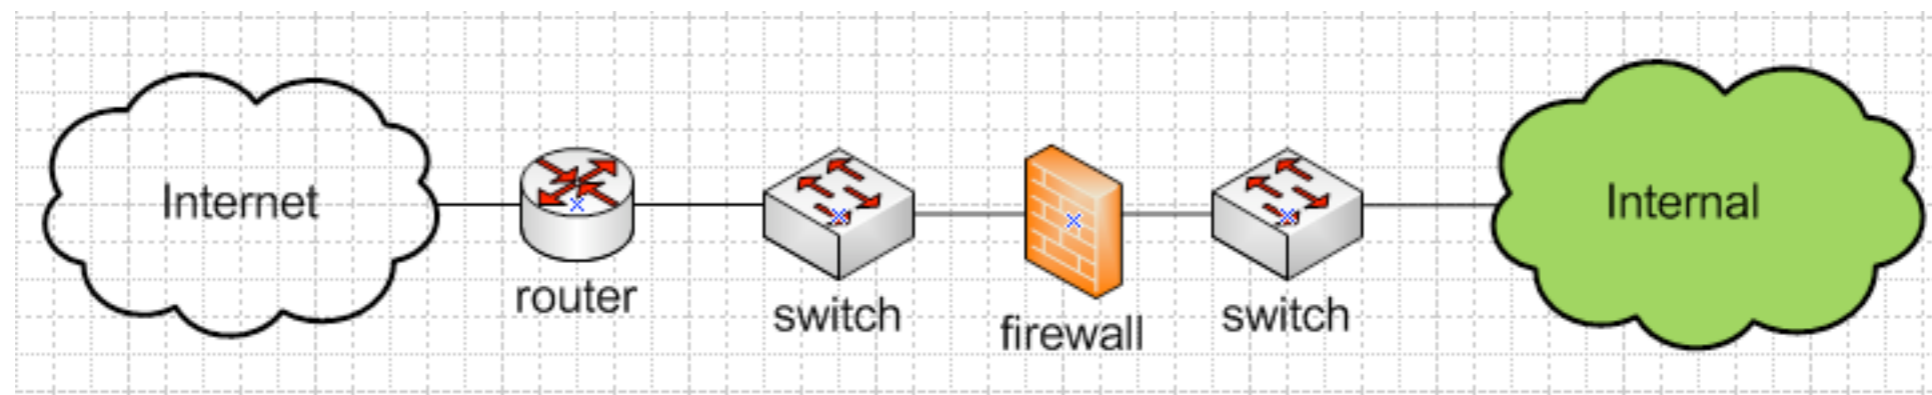 Internet
router
switch
firewall
switch
Internal